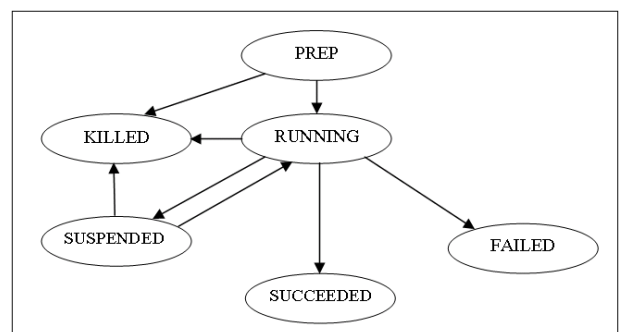 PREP
KILLED
RUNNING
SUSPENDED
FAILED
SUCCEEDED